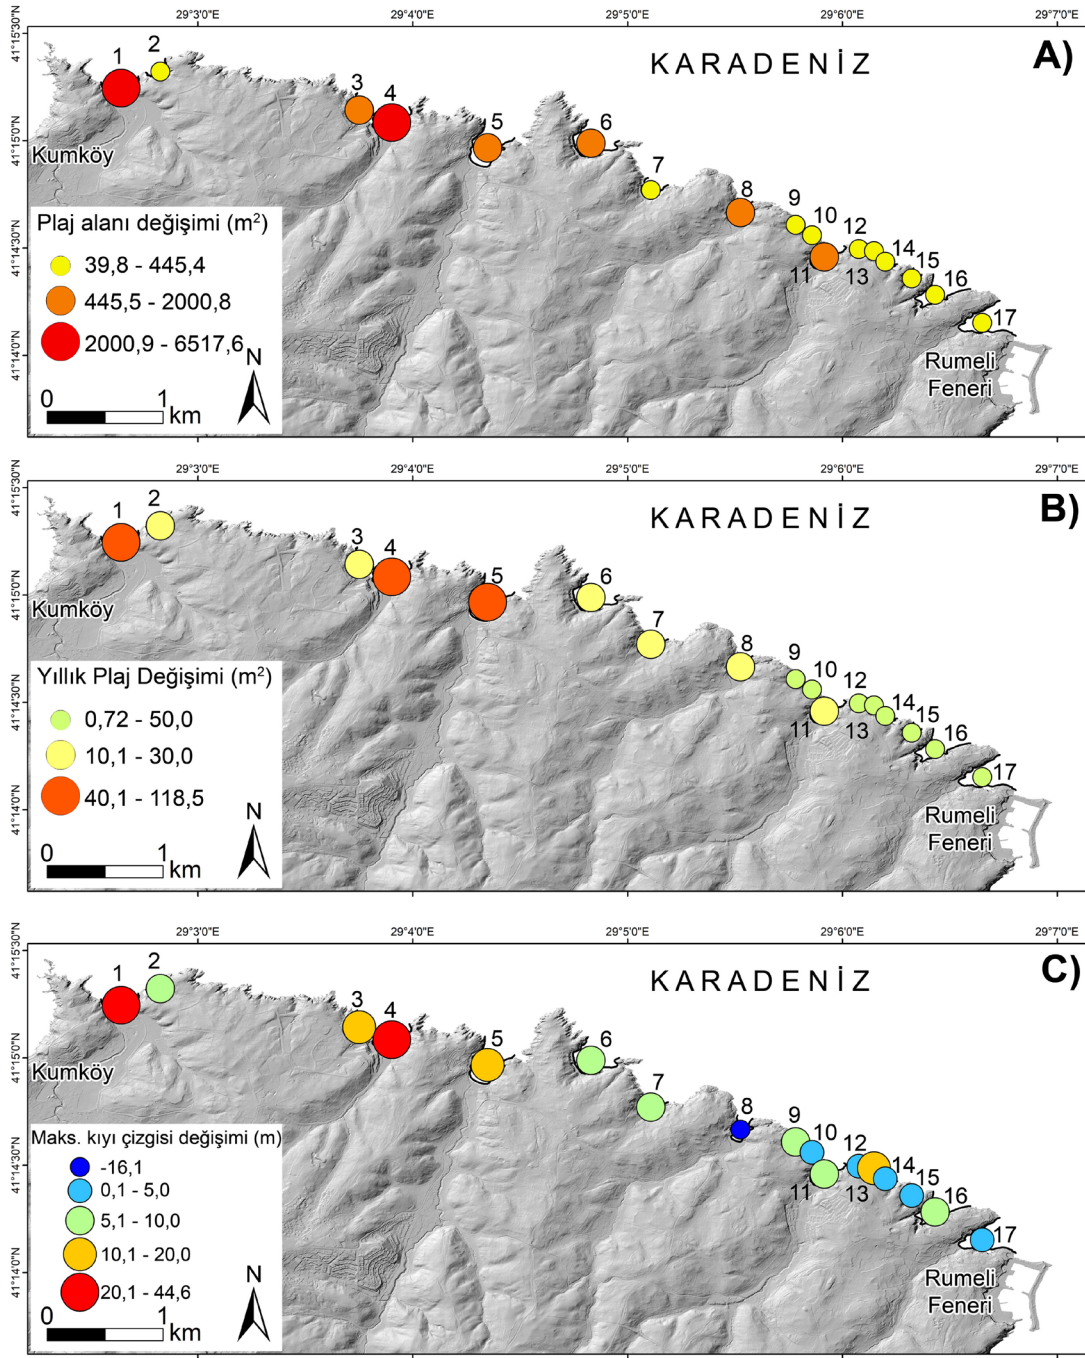 29°3'0"E 29°4'0"E 29°5'0"E 29°6'0"E 29°7'0"E
41°15'30"N
41°15'0"N
41°14'30"N
41°14'0"N
A)
KARADENİZ
1 2 3 4 5 6 7 8 9 10 11 12 13 14 15 16 17
Kumköy
Rumeli
Feneri
Plaj alanı değişimi (m²)
39,8 - 445,4
445,5 - 2000,8
2000,9 - 6517,6
N
0 1 km
29°3'0"E 29°4'0"E 29°5'0"E 29°6'0"E 29°7'0"E
41°15'30"N
41°15'0"N
41°14'30"N
41°14'0"N
B)
KARADENİZ
1 2 3 4 5 6 7 8 9 10 11 12 13 14 15 16 17
Kumköy
Rumeli
Feneri
Yıllık Plaj Değişimi (m²)
0,72 - 50,0
10,1 - 30,0
40,1 - 118,5
N
0 1 km
29°3'0"E 29°4'0"E 29°5'0"E 29°6'0"E 29°7'0"E
41°15'30"N
41°15'0"N
41°14'30"N
41°14'0"N
C)
KARADENİZ
1 2 3 4 5 6 7 8 9 10 11 12 13 14 15 16 17
Kumköy
Rumeli
Feneri
Maks. kıyı çizgisi değişimi (m)
-16,1
0,1 - 5,0
5,1 - 10,0
10,1 - 20,0
20,1 - 44,6
N
0 1 km